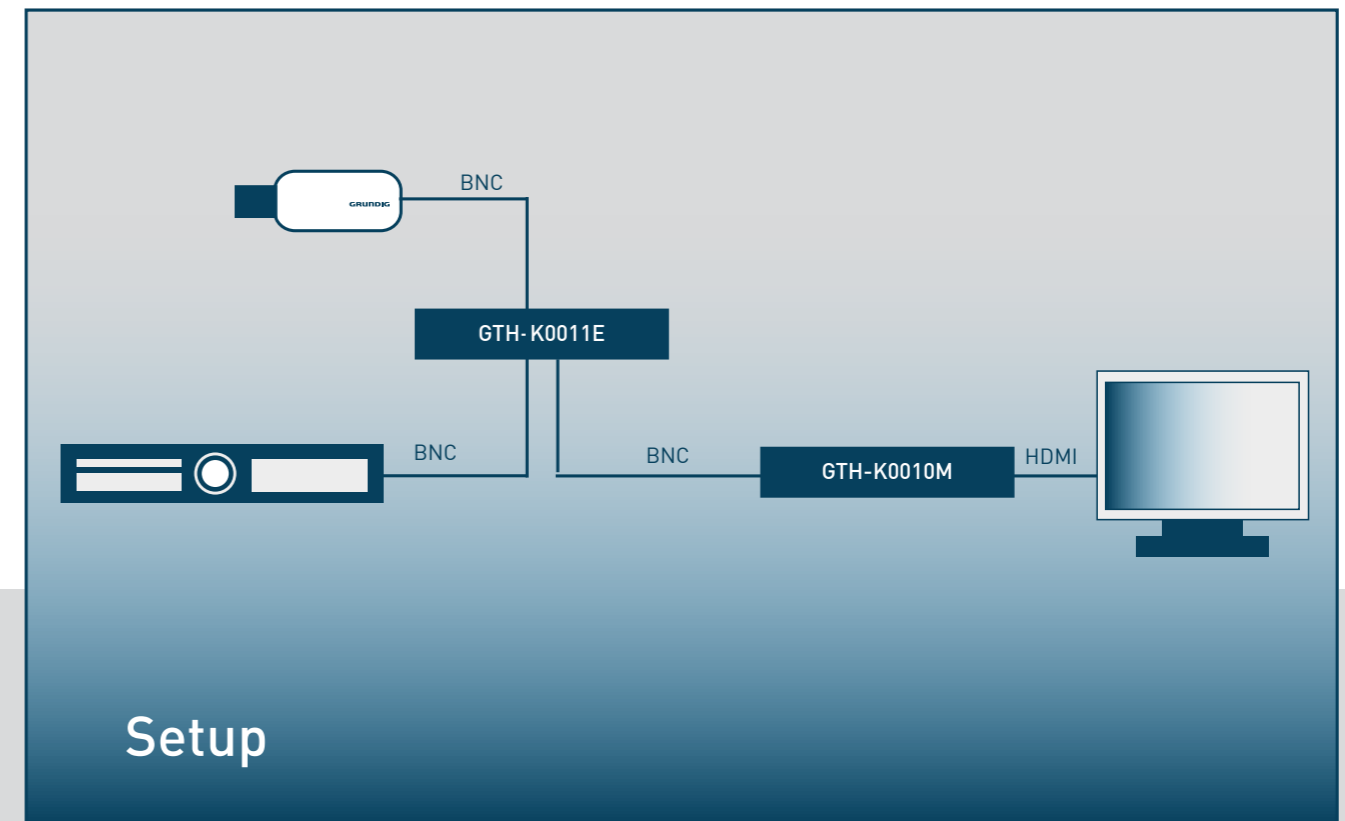 BNC
GRUNDIG
GTH-K0011E
BNC
BNC
GTH-K0010M
HDMI
Setup